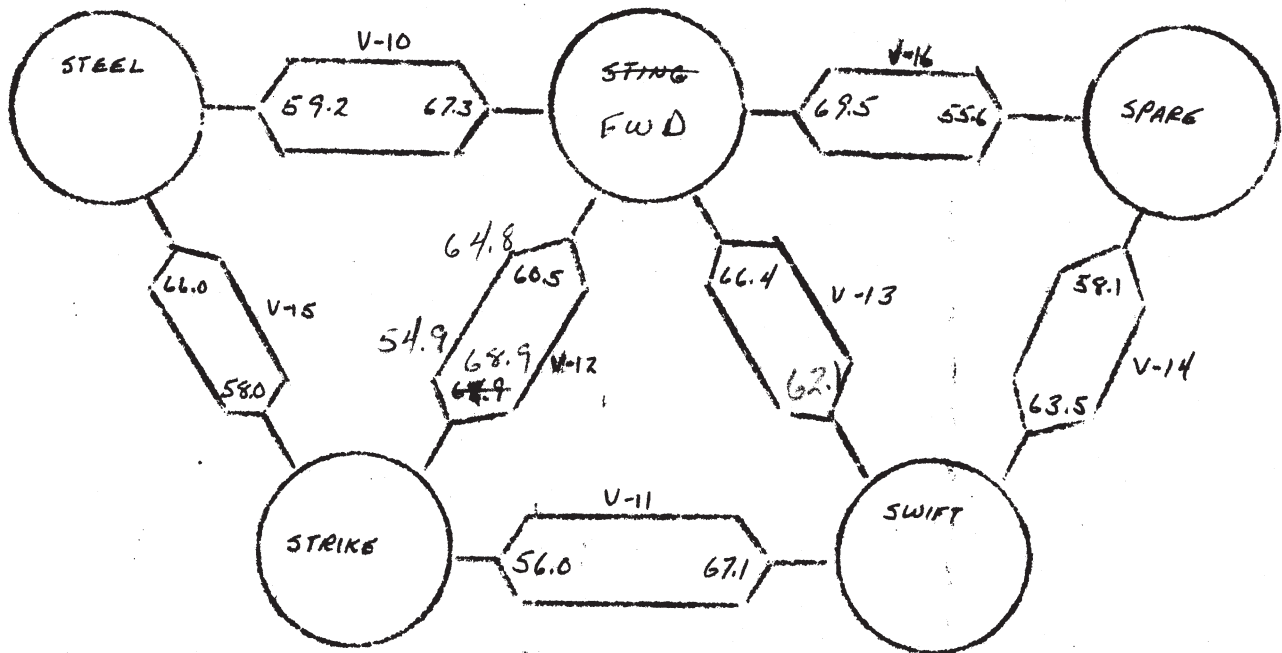 V-10
V-16
STEEL
STING
FWD
SPARE
59.2 67.3
69.5 55.6
64.8
60.5
66.4
58.1
66.0
V-15
V-13
54.9
68.9
V-12
V-14
58.0
62.1
63.5
V-11
STRIKE
SWIFT
56.0 67.1